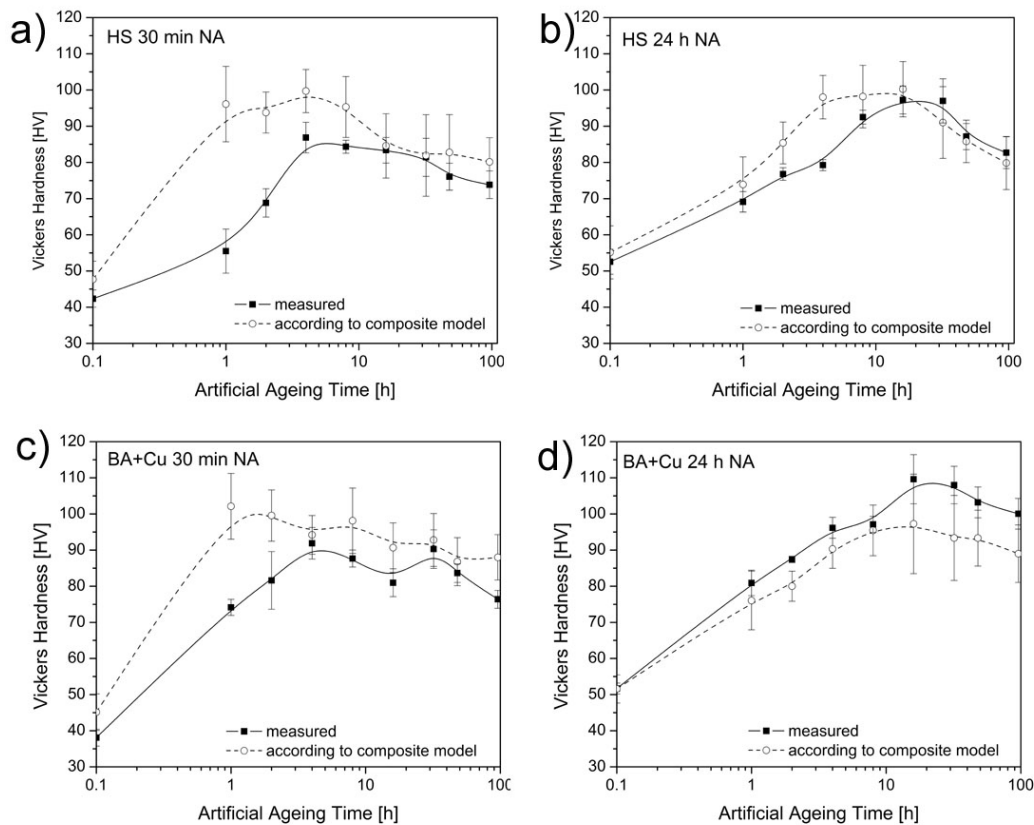 a)
HS 30 min NA
Vickers Hardness [HV]
120
110
100
90
80
70
60
50
40
30
measured
according to composite model
0.1
1
10
100
Artificial Ageing Time [h]
b)
HS 24 h NA
Vickers Hardness [HV]
120
110
100
90
80
70
60
50
40
30
measured
according to composite model
0.1
1
10
100
Artificial Ageing Time [h]
c)
BA+Cu 30 min NA
Vickers Hardness [HV]
120
110
100
90
80
70
60
50
40
30
measured
according to composite model
0.1
1
10
100
Artificial Ageing Time [h]
d)
BA+Cu 24 h NA
Vickers Hardness [HV]
120
110
100
90
80
70
60
50
40
30
measured
according to composite model
0.1
1
10
100
Artificial Ageing Time [h]